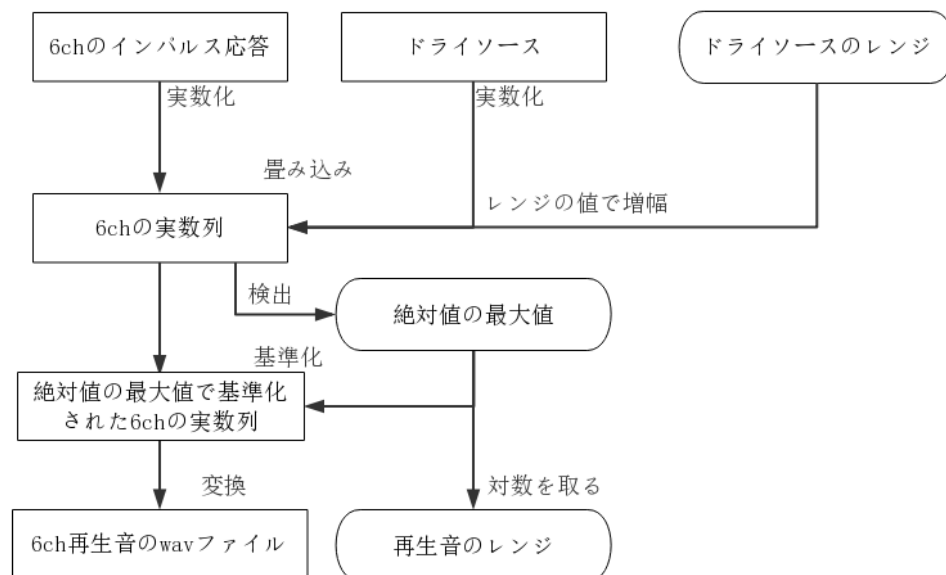 6chのインパルス応答
ドライソース
ドライソースのレンジ
実数化
実数化
畳み込み
レンジの値で増幅
6chの実数列
検出
絶対値の最大値
基準化
絶対値の最大値で基準化
された6chの実数列
変換
対数を取る
6ch再生音のwavファイル
再生音のレンジ